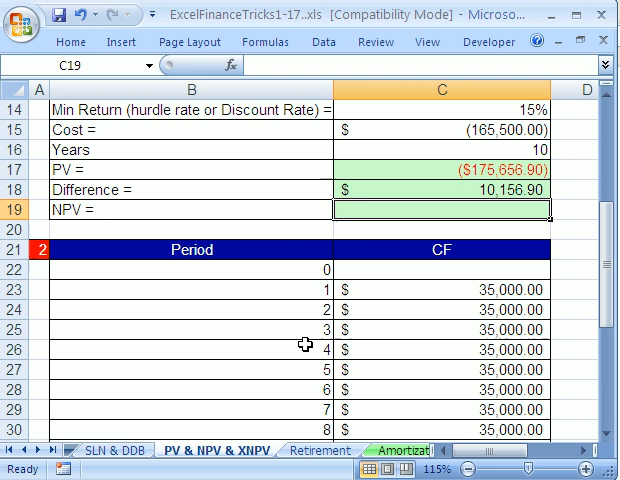 ExcelFinanceTricks1-17..xls [Compatibility Mode] - Microso...
Home Insert Page Layout Formulas Data Review View Developer
C19 fx
A B C D
14 Min Return (hurdle rate or Discount Rate) = 15%
15 Cost = $ (165,500.00)
16 Years 10
17 PV = ($175,656.90)
18 Difference = $ 10,156.90
19 NPV =
20
21 2 Period CF
22 0
23 1 $ 35,000.00
24 2 $ 35,000.00
25 3 $ 35,000.00
26 4 $ 35,000.00
27 5 $ 35,000.00
28 6 $ 35,000.00
29 7 $ 35,000.00
30 8 $ 35,000.00
SLN & DDB PV & NPV & XNPV Retirement Amortizat
Ready 115%